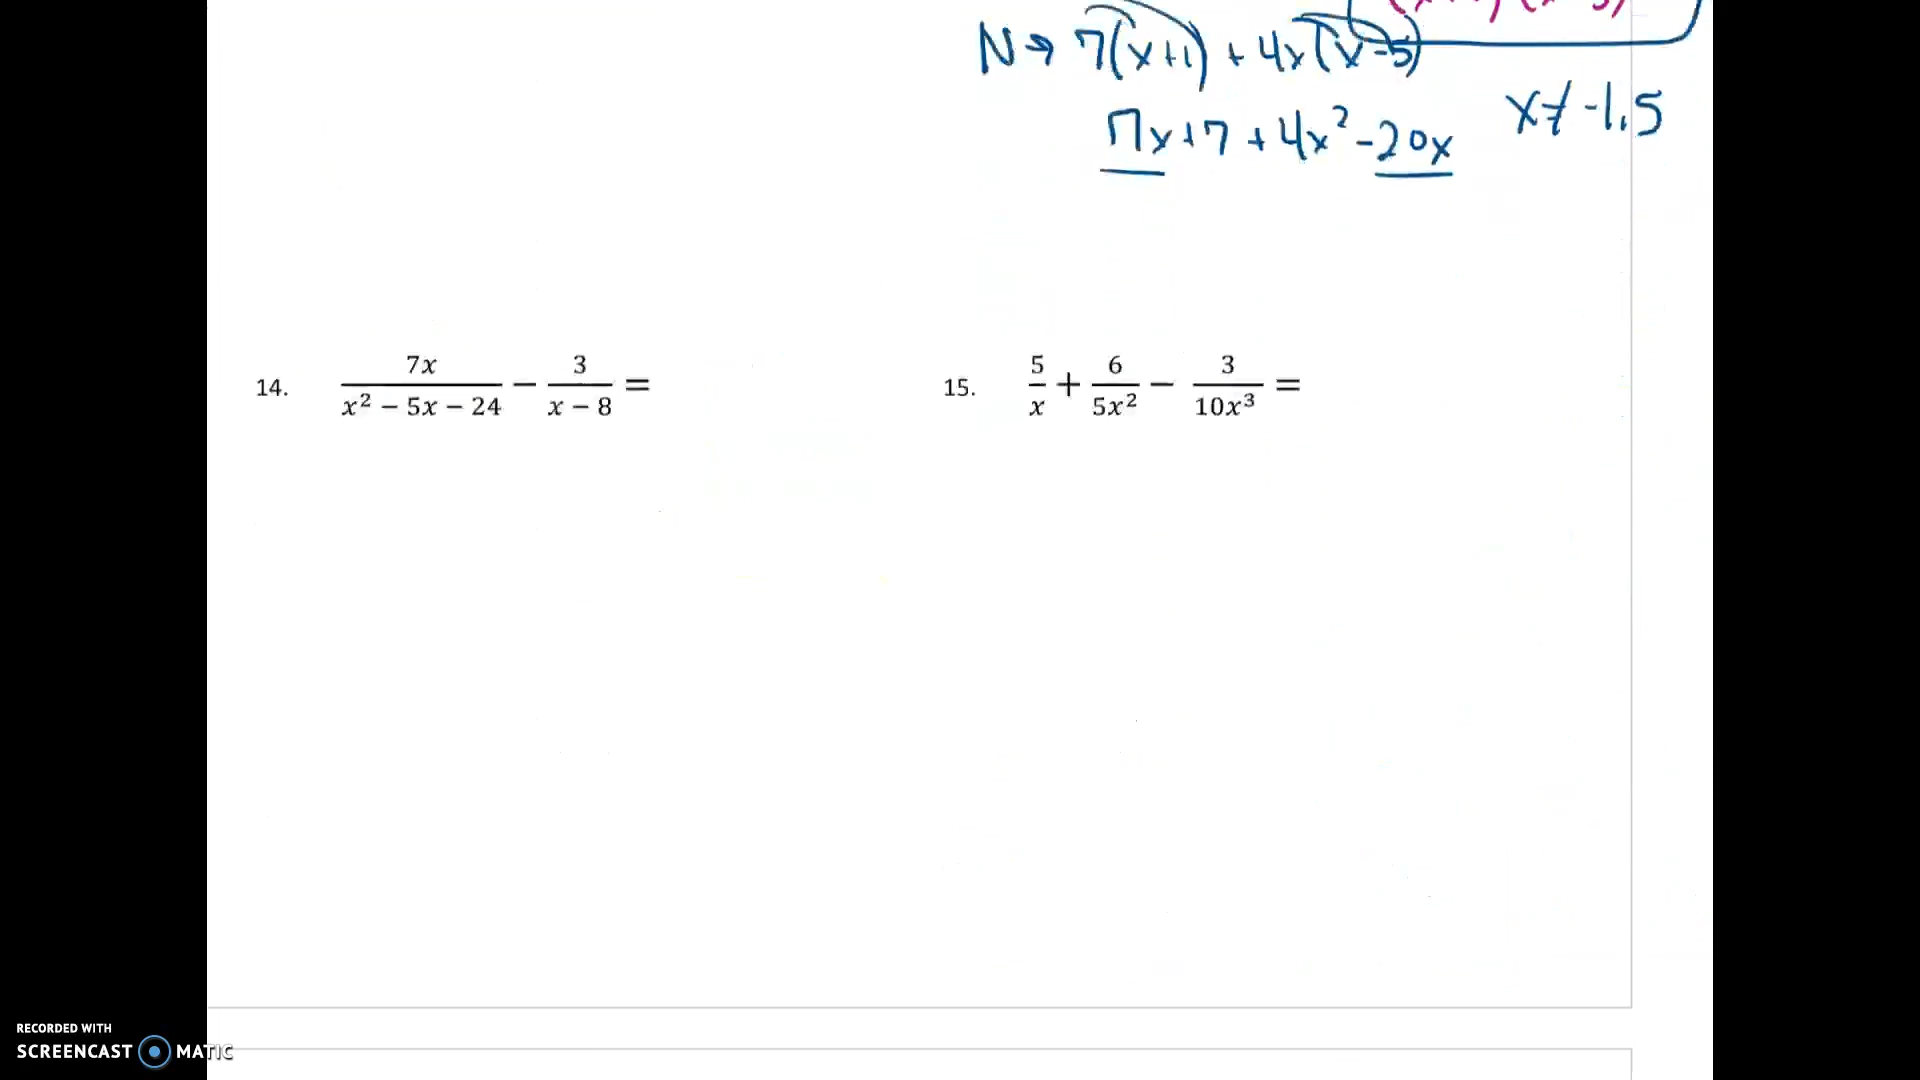 N → 7(x+1) + 4x(x-5)
7x+7 + 4x² -20x
x ≠ -1,5
14. 7x / x² − 5x − 24 − 3 / x − 8 =
15. 5 / x + 6 / 5x² − 3 / 10x³ =
RECORDED WITH
SCREENCAST MATIC